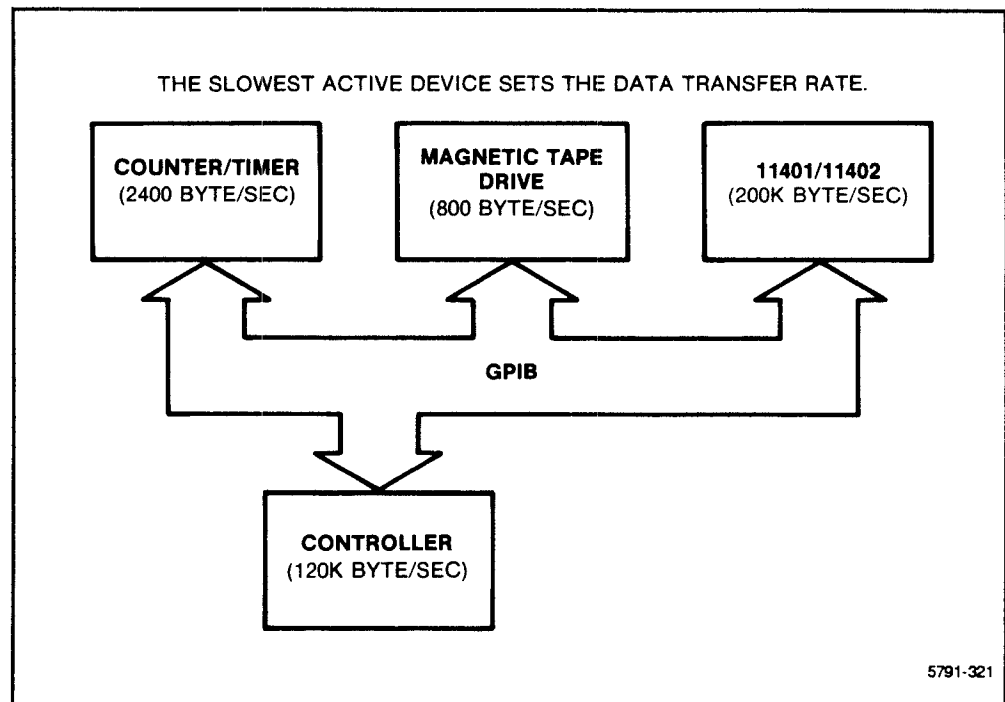 THE SLOWEST ACTIVE DEVICE SETS THE DATA TRANSFER RATE.
COUNTER/TIMER
(2400 BYTE/SEC)
MAGNETIC TAPE
DRIVE
(800 BYTE/SEC)
11401/11402
(200K BYTE/SEC)
GPIB
CONTROLLER
(120K BYTE/SEC)
5791-321